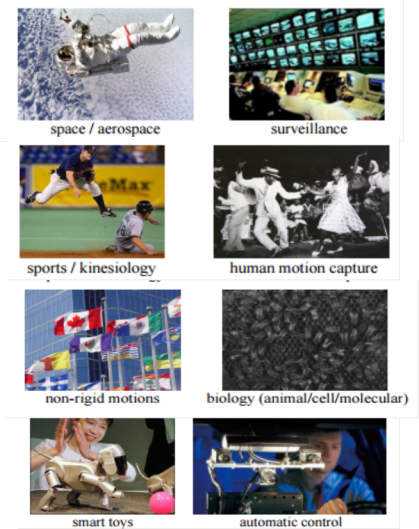 space / aerospace
surveillance
sports / kinesiology
human motion capture
non-rigid motions
biology (animal/cell/molecular)
smart toys
automatic control